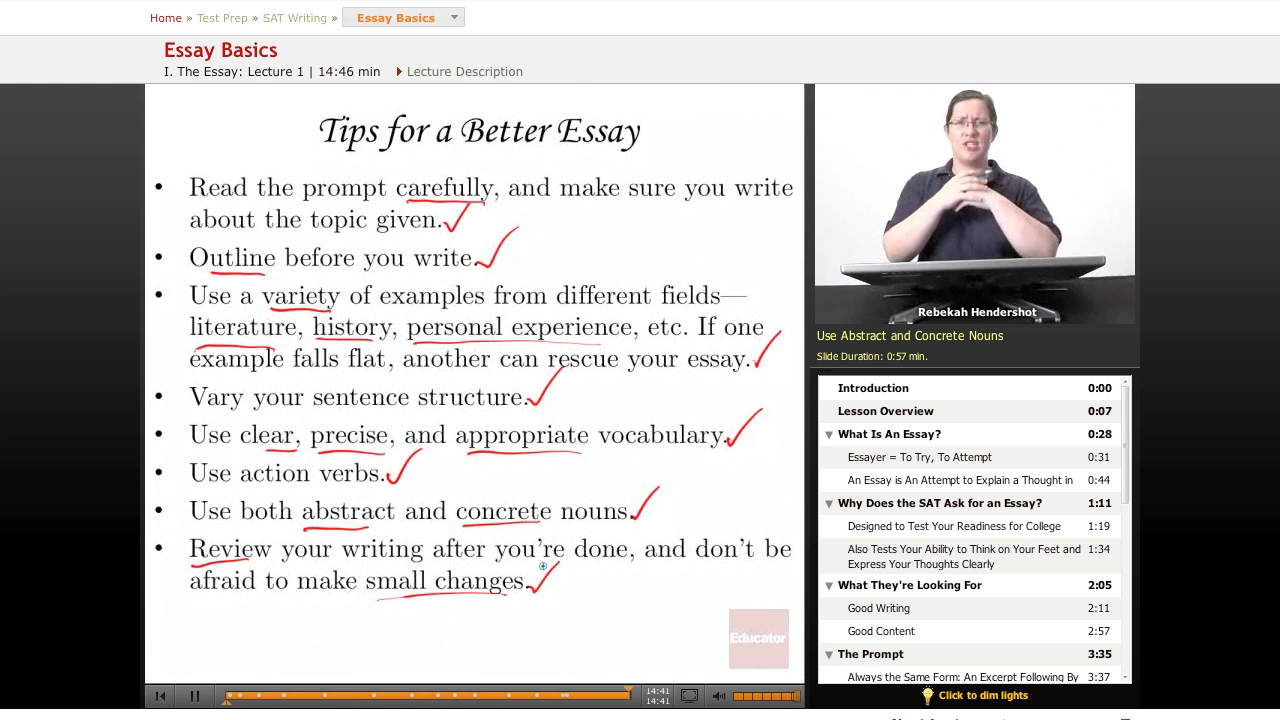 Home » Test Prep » SAT Writing » Essay Basics
Essay Basics
I. The Essay: Lecture 1 | 14:46 min Lecture Description
Tips for a Better Essay
• Read the prompt carefully, and make sure you write
about the topic given.
• Outline before you write.
• Use a variety of examples from different fields—
literature, history, personal experience, etc. If one
example falls flat, another can rescue your essay.
• Vary your sentence structure.
• Use clear, precise, and appropriate vocabulary.
• Use action verbs.
• Use both abstract and concrete nouns.
• Review your writing after you're done, and don't be
afraid to make small changes.
Educator
14:41
14:41
Rebekah Hendershot
Use Abstract and Concrete Nouns
Slide Duration: 0:57 min.
Introduction 0:00
Lesson Overview 0:07
What Is An Essay? 0:28
Essayer = To Try, To Attempt 0:31
An Essay is An Attempt to Explain a Thought in 0:44
Why Does the SAT Ask for an Essay? 1:11
Designed to Test Your Readiness for College 1:19
Also Tests Your Ability to Think on Your Feet and 1:34
Express Your Thoughts Clearly
What They're Looking For 2:05
Good Writing 2:11
Good Content 2:57
The Prompt 3:35
Always the Same Form: An Excerpt Following By 3:37
Click to dim lights